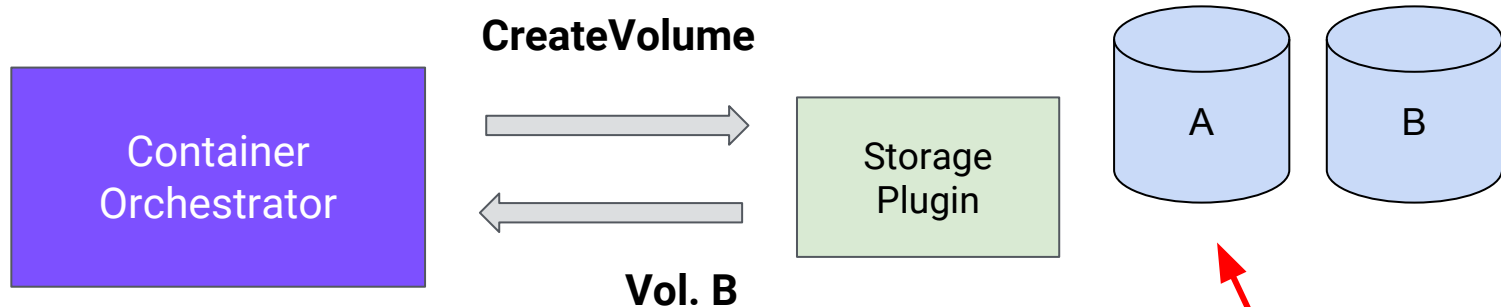 CreateVolume
Container
Orchestrator
Storage
Plugin
A
B
Vol. B